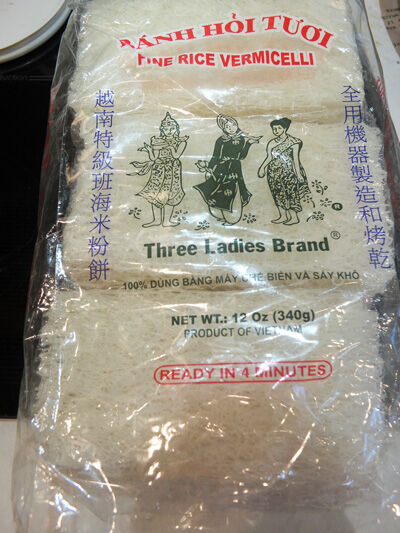 BÁNH HỎI TƯƠI
FINE RICE VERMICELLI
越南特級班海米粉餅
全用機器製造和烤乾
®
Three Ladies Brand®
100% DÙNG BẰNG MÁY CHẾ BIẾN VÀ SẤY KHÔ
NET WT.: 12 Oz (340g)
PRODUCT OF VIETNAM
READY IN 4 MINUTES